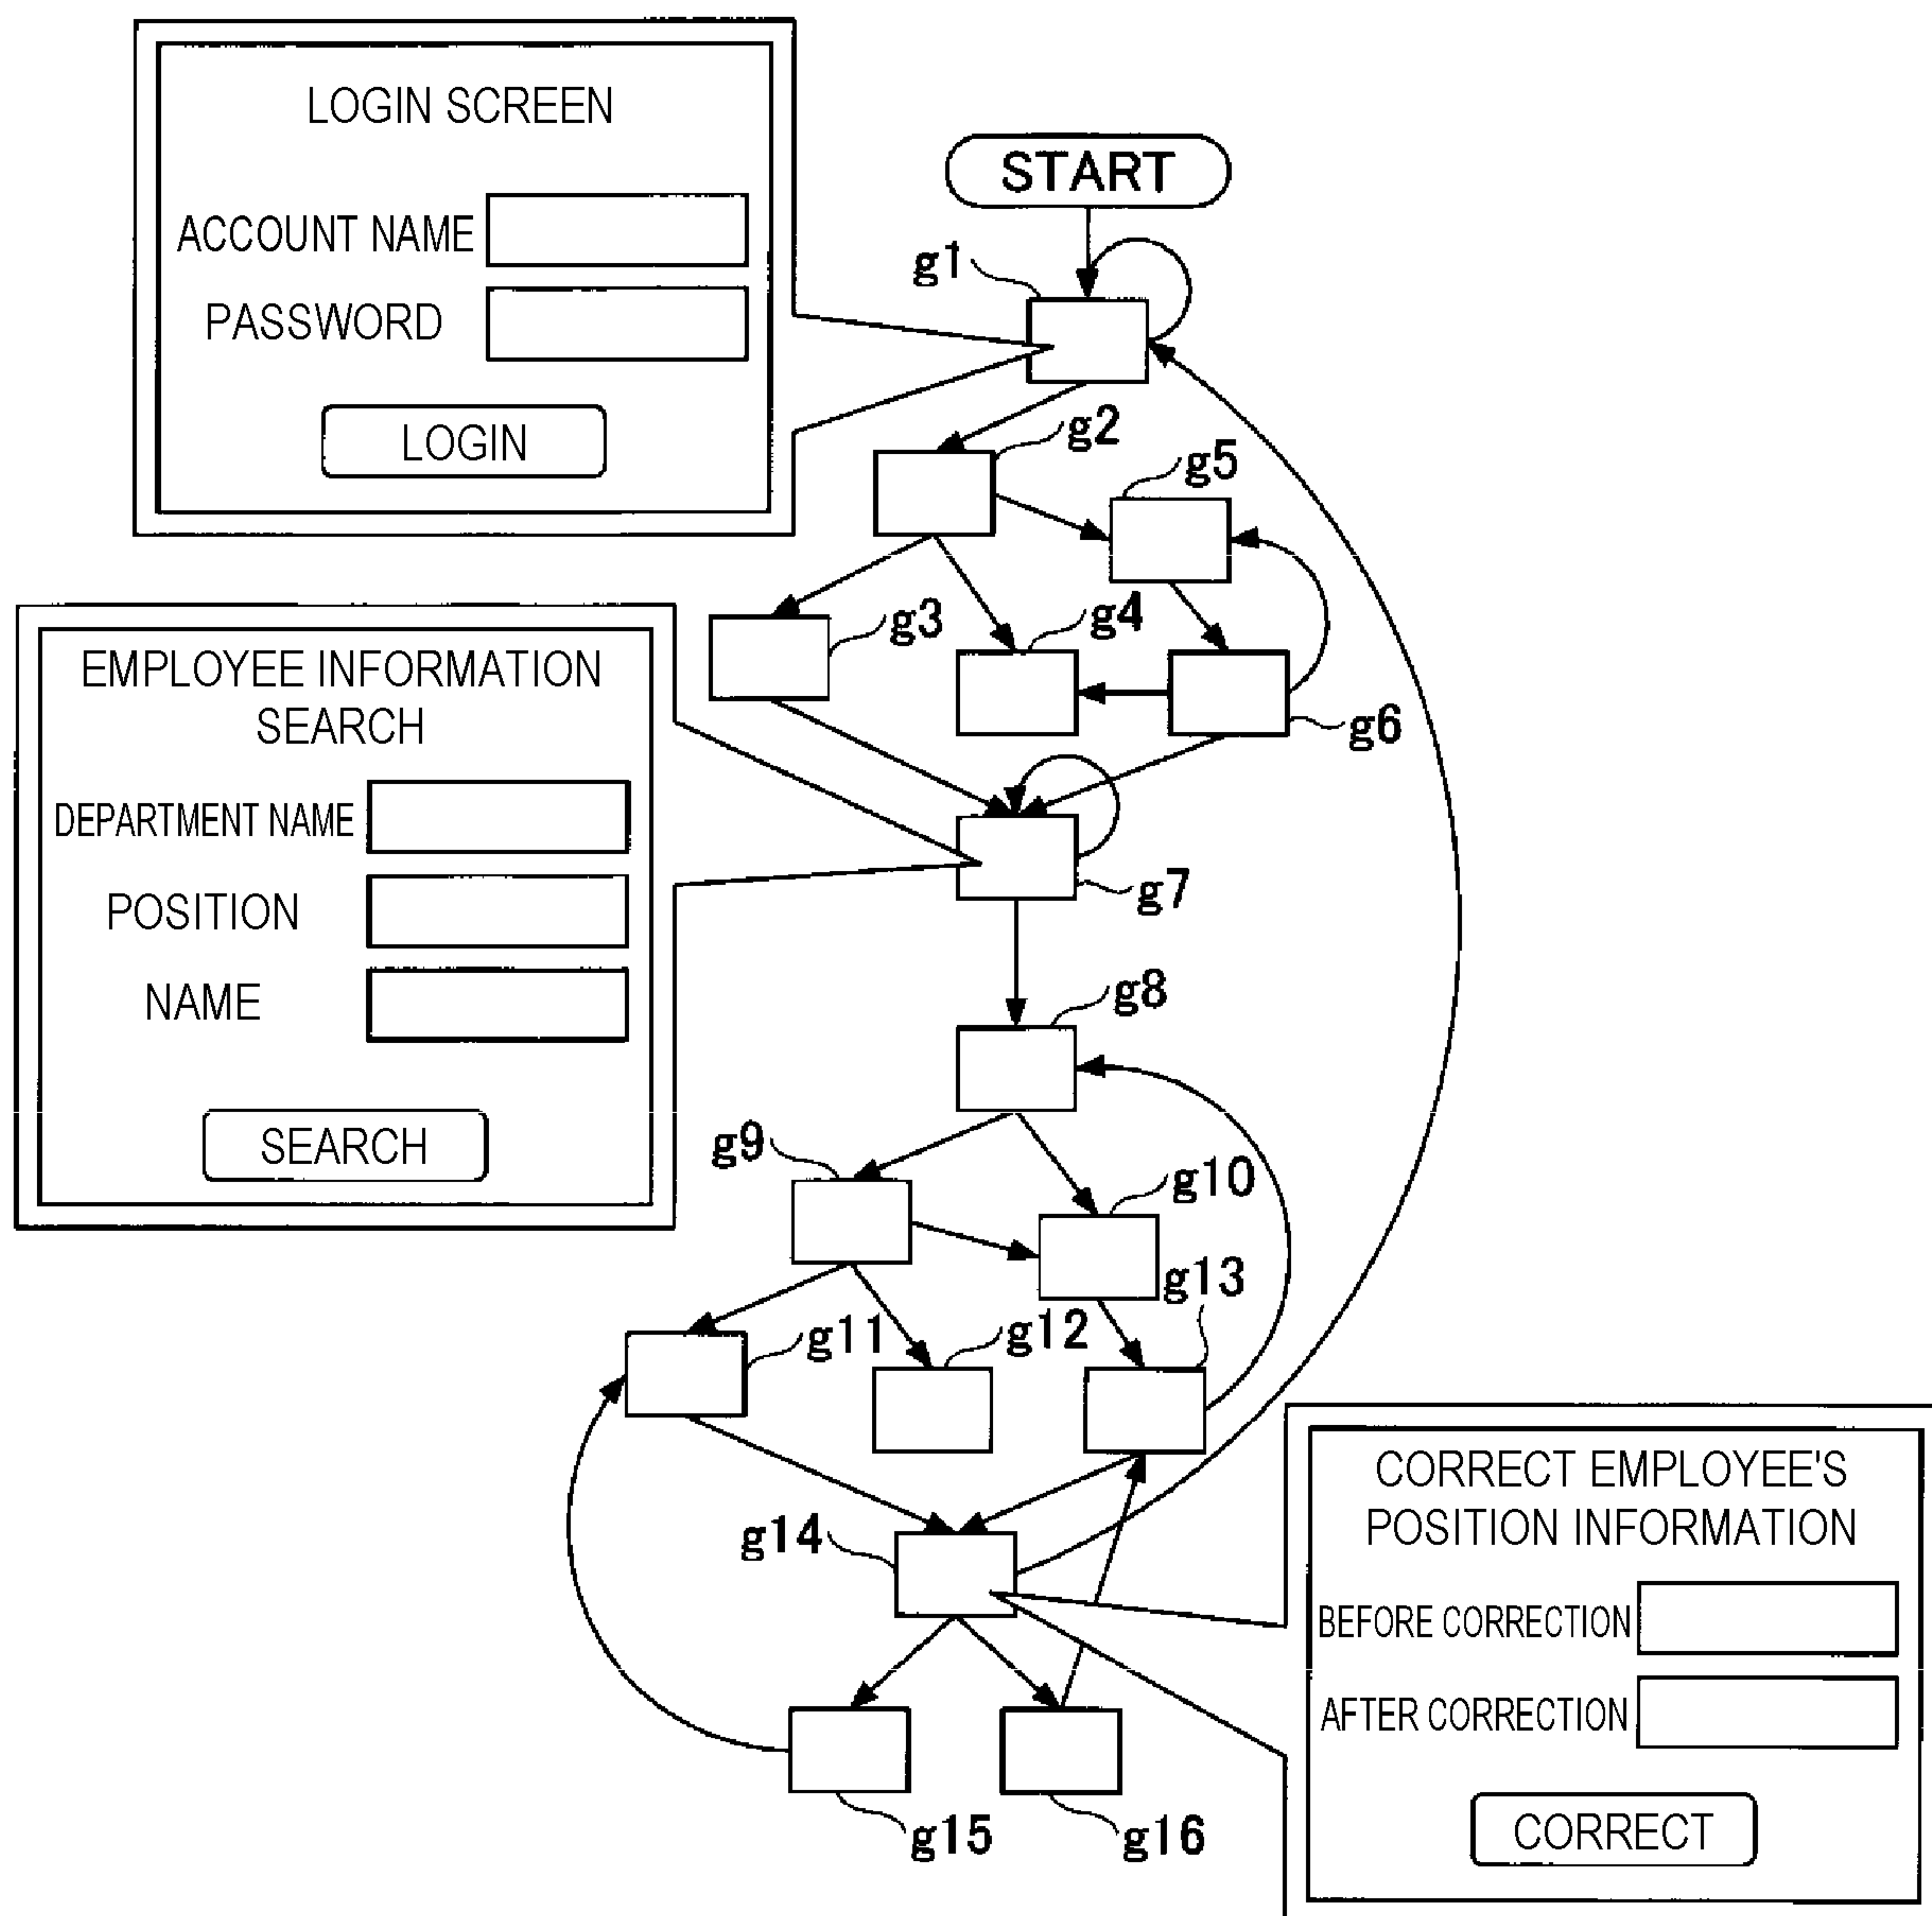 LOGIN SCREEN
ACCOUNT NAME
PASSWORD
LOGIN
START
g1
g2
g5
g3
g4
g6
EMPLOYEE INFORMATION
SEARCH
DEPARTMENT NAME
POSITION
NAME
SEARCH
g7
g8
g9
g10
g13
g11
g12
g14
CORRECT EMPLOYEE'S
POSITION INFORMATION
BEFORE CORRECTION
AFTER CORRECTION
CORRECT
g15
g16